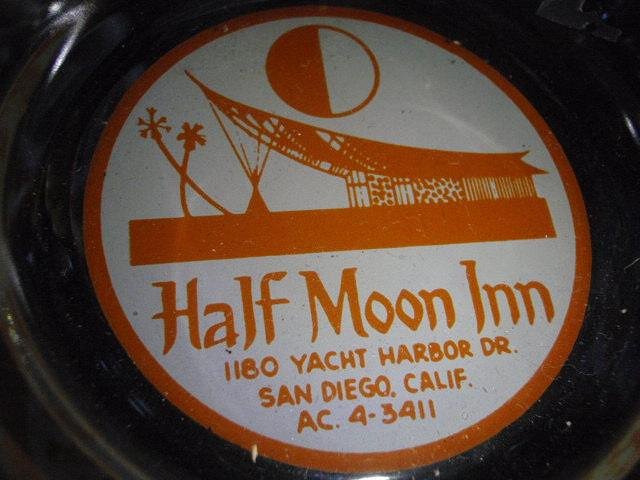 Half Moon Inn
1180 YACHT HARBOR DR.
SAN DIEGO, CALIF.
AC. 4-3411